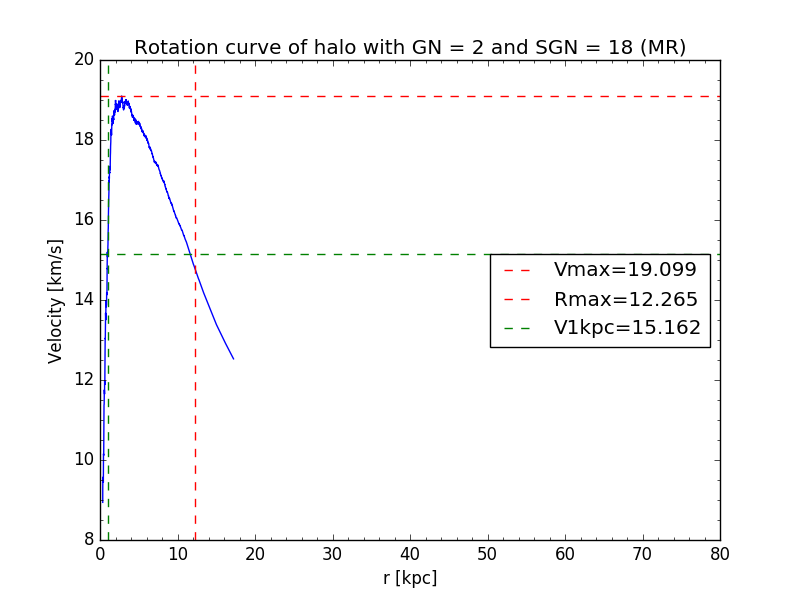 Rotation curve of halo with GN = 2 and SGN = 18 (MR)
20
18
16
14
12
10
8
Velocity [km/s]
Vmax=19.099
Rmax=12.265
V1kpc=15.162
0 10 20 30 40 50 60 70 80
r [kpc]